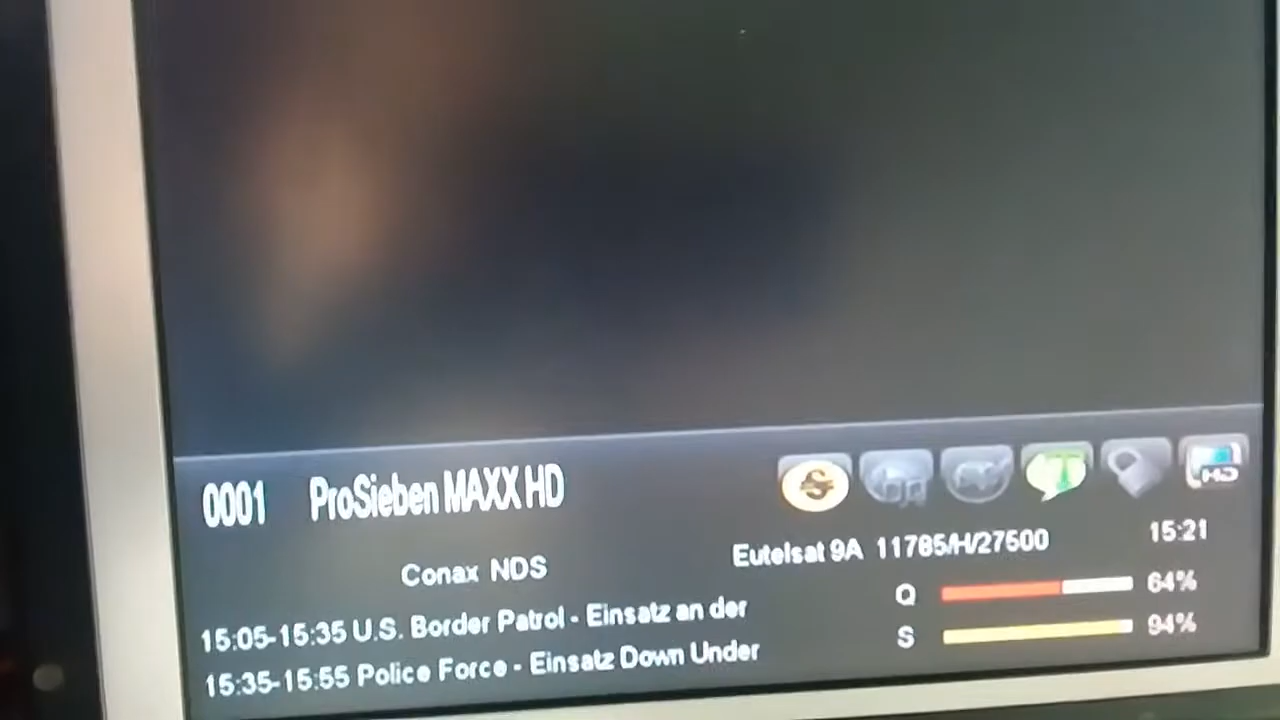 0001 ProSieben MAXX HD
Conax NDS
Eutelsat 9A 11785/H/27500 15:21
Q 64%
S 94%
15:05-15:35 U.S. Border Patrol - Einsatz an der
15:35-15:55 Police Force - Einsatz Down Under
$
T
HD